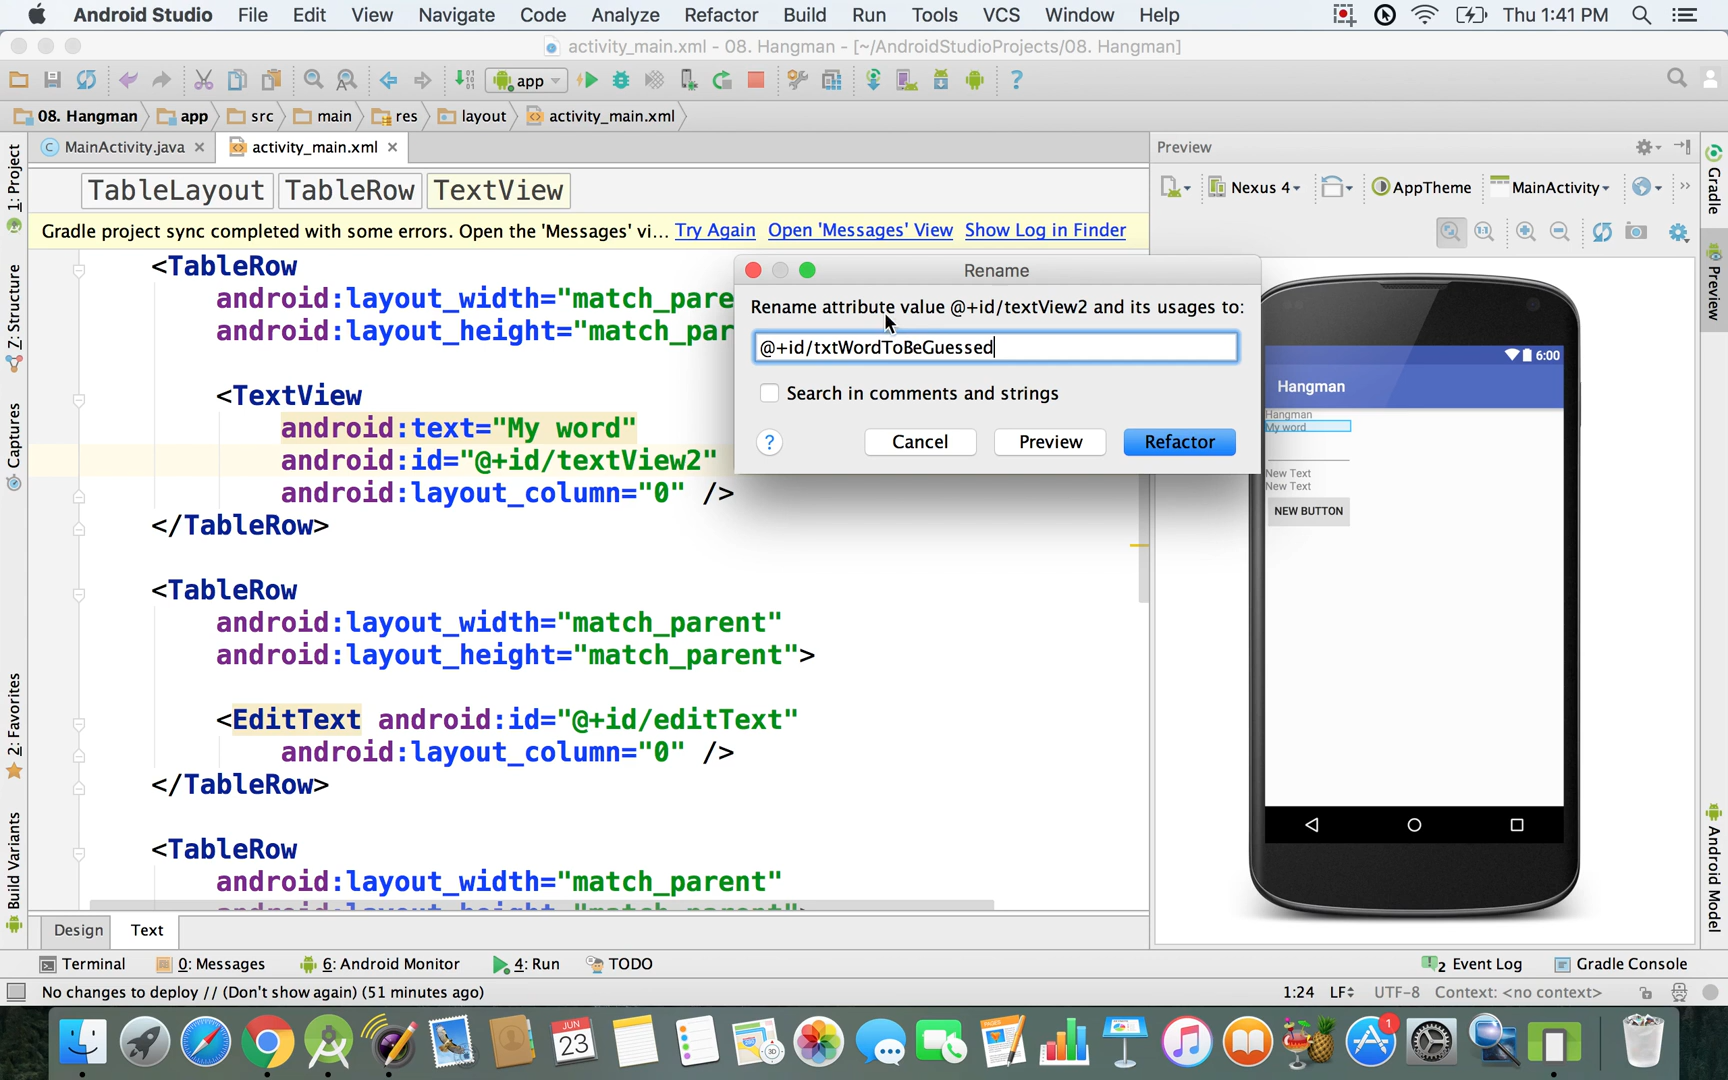 Android Studio File Edit View Navigate Code Analyze Refactor Build Run Tools VCS Window Help Thu 1:41 PM
activity_main.xml - 08. Hangman - [~/AndroidStudioProjects/08. Hangman]
app
08. Hangman app src main res layout activity_main.xml
MainActivity.java activity_main.xml
Preview
TableLayout TableRow TextView
Nexus 4 AppTheme MainActivity
Gradle project sync completed with some errors. Open the 'Messages' vi... Try Again Open 'Messages' View Show Log in Finder
<TableRow
android:layout_width="match_pare
android:layout_height="match_par
<TextView
android:text="My word"
android:id="@+id/textView2"
android:layout_column="0" />
</TableRow>
<TableRow
android:layout_width="match_parent"
android:layout_height="match_parent">
<EditText android:id="@+id/editText"
android:layout_column="0" />
</TableRow>
<TableRow
android:layout_width="match_parent"
Rename
Rename attribute value @+id/textView2 and its usages to:
@+id/txtWordToBeGuessed
Search in comments and strings
? Cancel Preview Refactor
6:00
Hangman
Hangman
My word
New Text
New Text
NEW BUTTON
1: Project
7: Structure
Captures
2: Favorites
Build Variants
Gradle
Preview
Android Model
Design Text
Terminal 0: Messages 6: Android Monitor 4: Run TODO 2 Event Log Gradle Console
No changes to deploy // (Don't show again) (51 minutes ago) 1:24 LF UTF-8 Context: <no context>
JUN
23
1